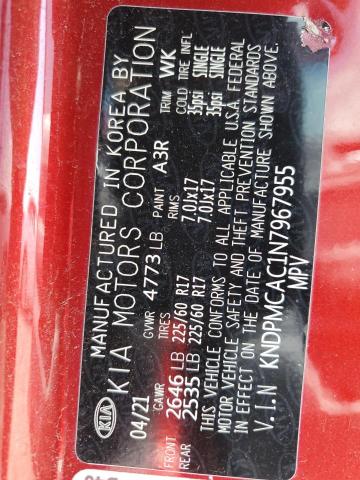 MANUFACTURED IN KOREA BY
KIA KIA MOTORS CORPORATION
04/21 GVWR 4773 LB PAINT A3R TRIM WK
GAWR TIRES RIMS COLD TIRE INFL
FRONT 2646 LB 225/60 R17 7.0Jx17 35psi SINGLE
REAR 2535 LB 225/60 R17 7.0Jx17 35psi SINGLE
THIS VEHICLE CONFORMS TO ALL APPLICABLE U.S.A. FEDERAL
MOTOR VEHICLE SAFETY AND THEFT PREVENTION STANDARDS
IN EFFECT ON THE DATE OF MANUFACTURE SHOWN ABOVE.
V.I.N KNDPMCAC1N7967955
MPV